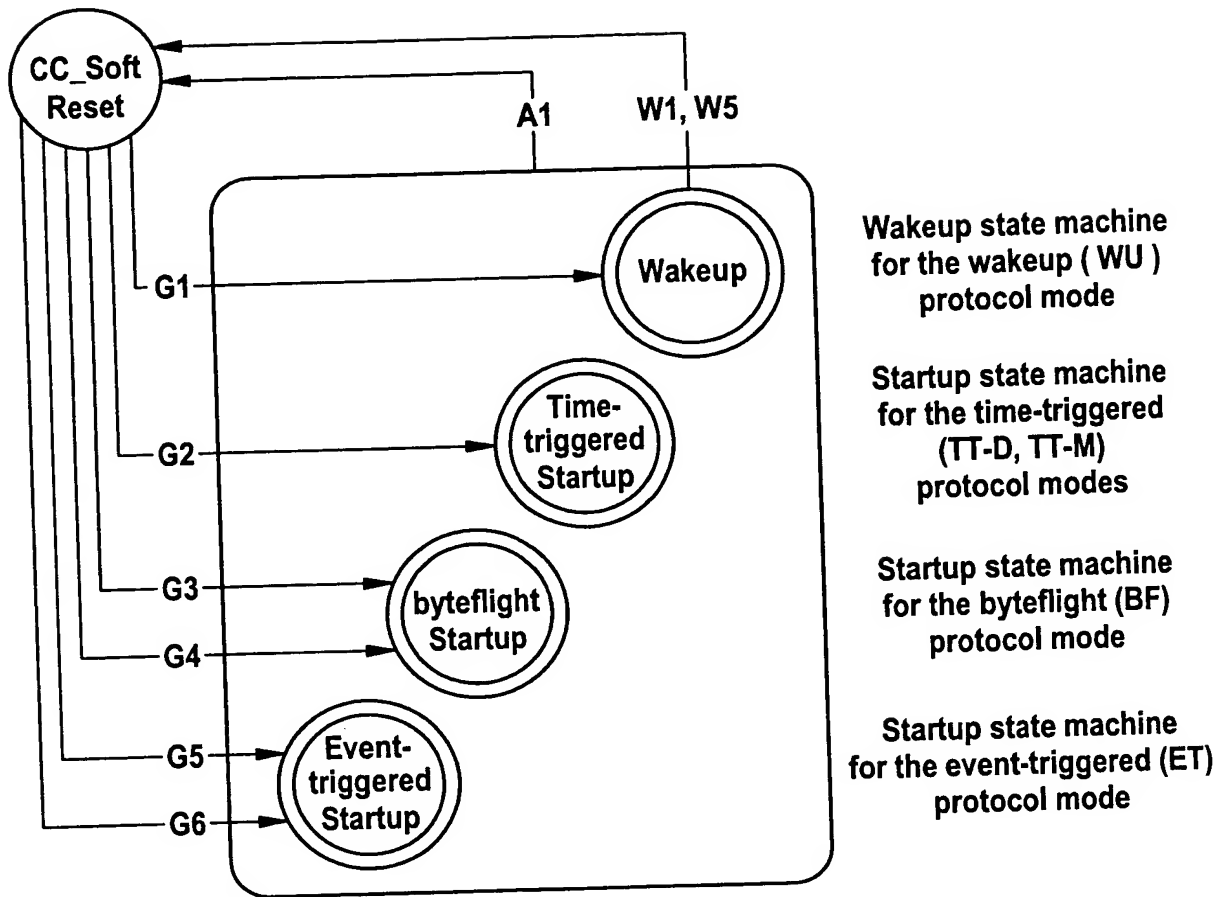 CC_Soft
Reset
A1
W1, W5
G1
Wakeup
Wakeup state machine
for the wakeup ( WU )
protocol mode
G2
Time-
triggered
Startup
Startup state machine
for the time-triggered
(TT-D, TT-M)
protocol modes
G3
G4
byteflight
Startup
Startup state machine
for the byteflight (BF)
protocol mode
G5
G6
Event-
triggered
Startup
Startup state machine
for the event-triggered (ET)
protocol mode